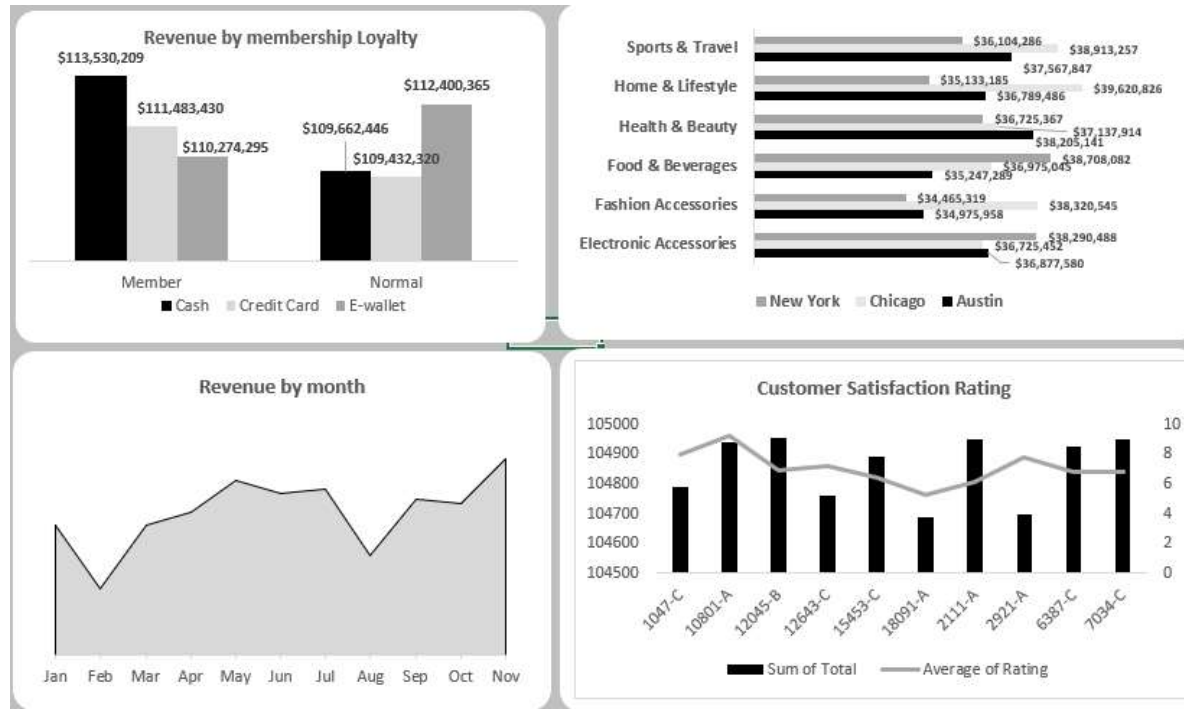 Revenue by membership Loyalty
$113,530,209
$111,483,430
$110,274,295
$109,662,446
$109,432,320
$112,400,365
Member Normal
Cash Credit Card E-wallet
Sports & Travel
$36,104,286
$38,913,257
$37,567,847
Home & Lifestyle
$35,133,185
$39,620,826
$36,789,486
Health & Beauty
$36,725,367
$37,137,914
$38,205,141
Food & Beverages
$38,708,082
$36,975,045
$35,247,289
Fashion Accessories
$34,465,319
$38,320,545
$34,975,958
Electronic Accessories
$38,290,488
$36,725,452
$36,877,580
New York Chicago Austin
Revenue by month
Jan Feb Mar Apr May Jun Jul Aug Sep Oct Nov
Customer Satisfaction Rating
105000 10
104900 8
104800 6
104700 4
104600 2
104500 0
1047-C 10801-A 12045-B 12643-C 15453-C 18091-A 2111-A 2921-A 6387-C 7034-C
Sum of Total Average of Rating